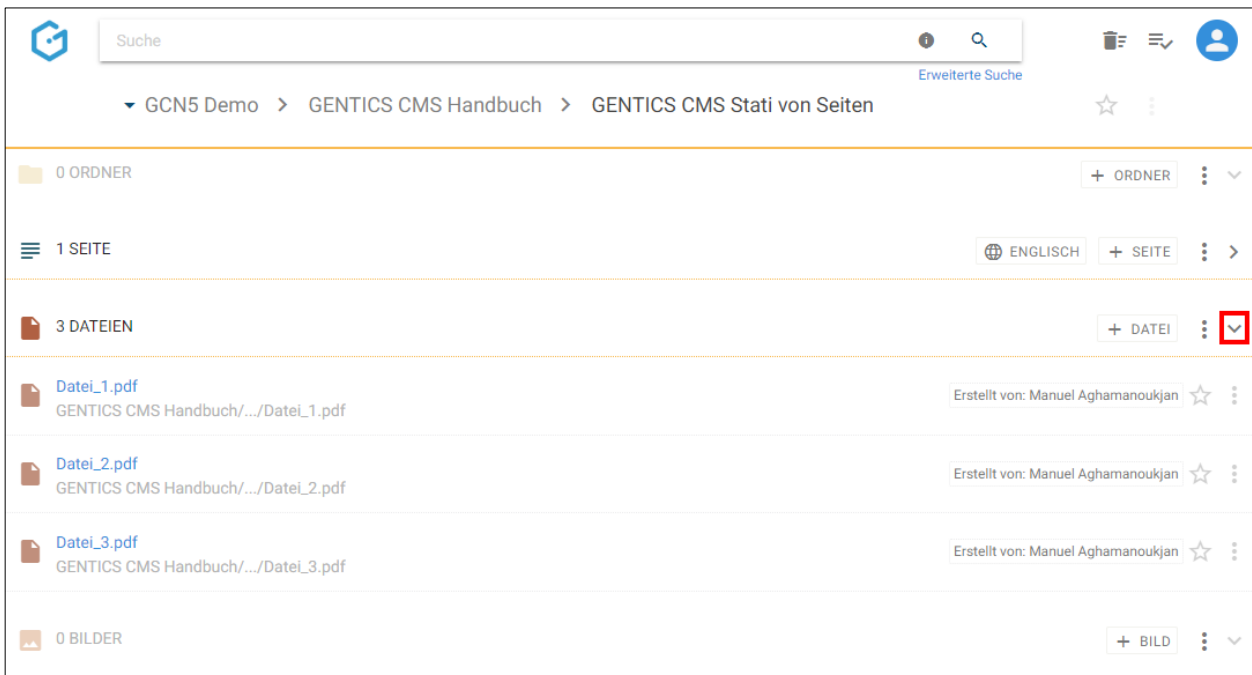 Suche
Erweiterte Suche
GCN5 Demo > GENTICS CMS Handbuch > GENTICS CMS Stati von Seiten
0 ORDNER + ORDNER
1 SEITE ENGLISCH + SEITE
3 DATEIEN + DATEI
Datei_1.pdf
GENTICS CMS Handbuch/.../Datei_1.pdf
Erstellt von: Manuel Aghamanoukjan
Datei_2.pdf
GENTICS CMS Handbuch/.../Datei_2.pdf
Erstellt von: Manuel Aghamanoukjan
Datei_3.pdf
GENTICS CMS Handbuch/.../Datei_3.pdf
Erstellt von: Manuel Aghamanoukjan
0 BILDER + BILD